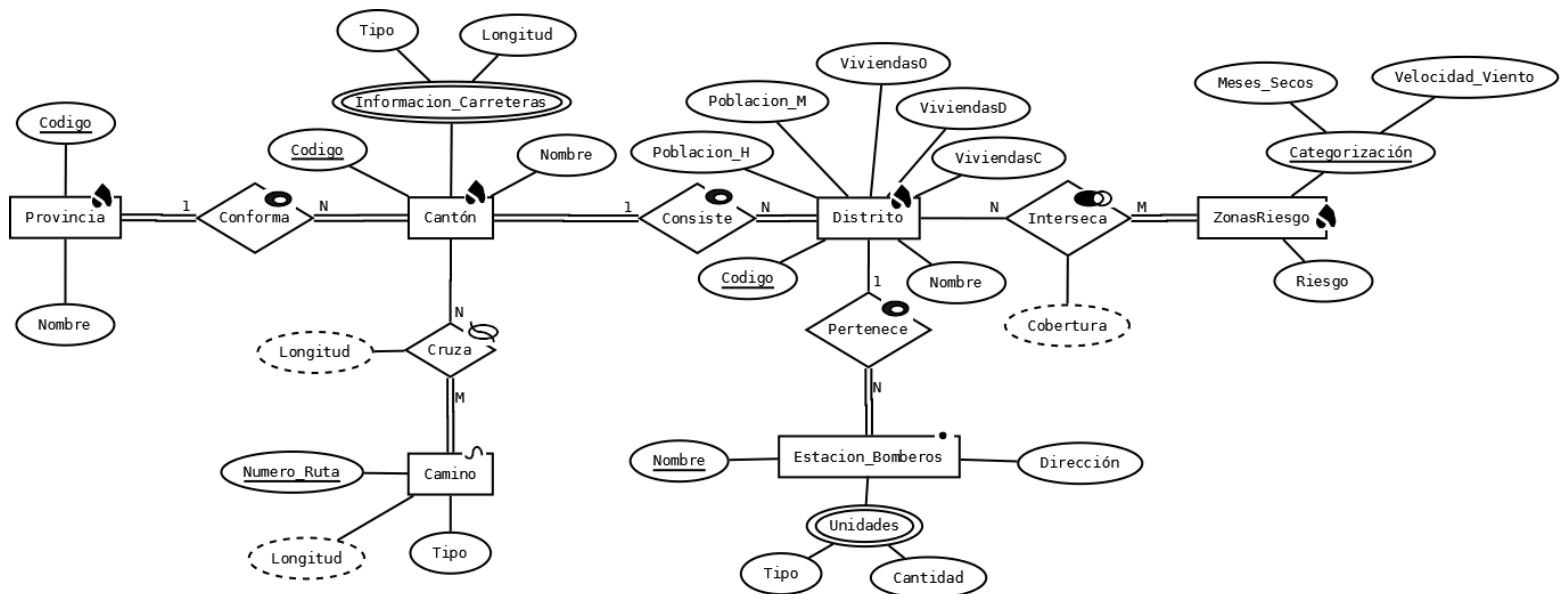 Tipo
Longitud
Informacion_Carreteras
Codigo
Nombre
Codigo
Nombre
Provincia
1
Conforma
N
Cantón
1
Consiste
N
Distrito
ViviendasO
Poblacion_M
ViviendasD
Poblacion_H
ViviendasC
Codigo
Nombre
N
Interseca
M
ZonasRiesgo
Meses_Secos
Velocidad_Viento
Categorización
Riesgo
Cobertura
N
Cruza
Longitud
M
Camino
Numero_Ruta
Longitud
Tipo
1
Pertenece
N
Estacion_Bomberos
Nombre
Dirección
Unidades
Tipo
Cantidad